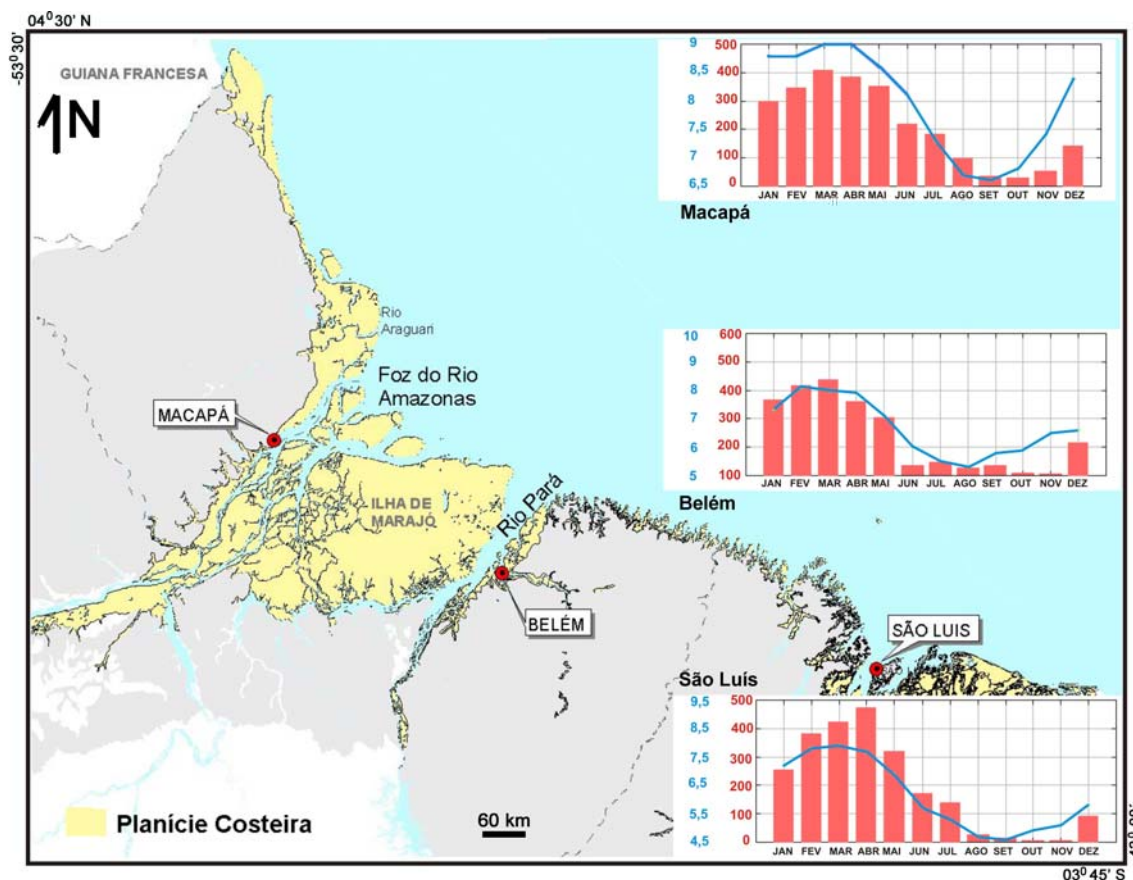 04⁰ 30' N
-53⁰30'
GUIANA FRANCESA
N
9
8,5
8
7,5
7
6,5
500
400
300
200
100
0
JAN FEV MAR ABR MAI JUN JUL AGO SET OUT NOV DEZ
Macapá
Rio
Araguari
Foz do Rio
Amazonas
MACAPÁ
ILHA DE
MARAJÓ
Rio Pará
BELÉM
10
9
8
7
6
5
600
500
400
300
200
100
JAN FEV MAR ABR MAI JUN JUL AGO SET OUT NOV DEZ
Belém
SÃO LUIS
São Luís
9,5
8,5
7,5
6,5
5,5
4,5
500
400
300
200
100
0
JAN FEV MAR ABR MAI JUN JUL AGO SET OUT NOV DEZ
Planície Costeira
60 km
03⁰ 45' S